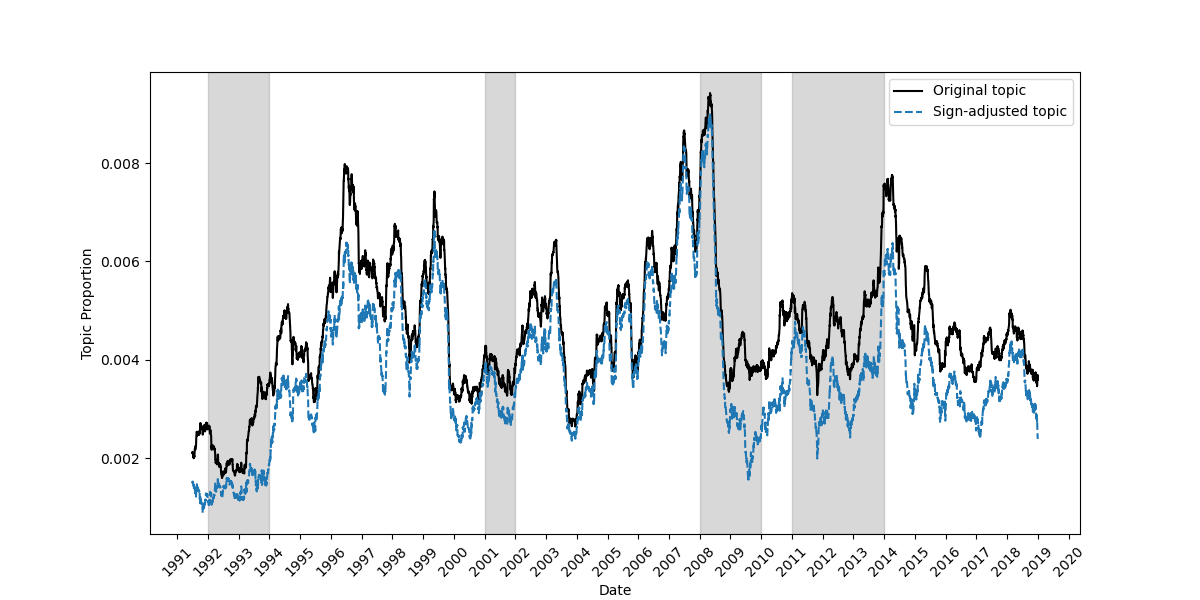 Original topic
Sign-adjusted topic
0.008
0.006
0.004
0.002
Topic Proportion
1991 1992 1993 1994 1995 1996 1997 1998 1999 2000 2001 2002 2003 2004 2005 2006 2007 2008 2009 2010 2011 2012 2013 2014 2015 2016 2017 2018 2019 2020
Date